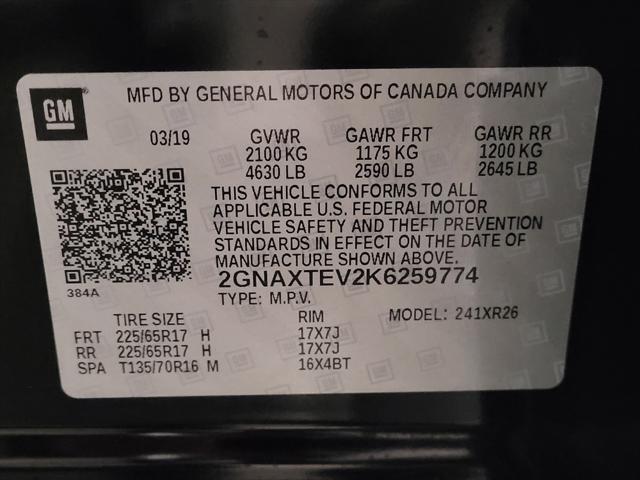 GM
MFD BY GENERAL MOTORS OF CANADA COMPANY
03/19 GVWR GAWR FRT GAWR RR
2100 KG 1175 KG 1200 KG
4630 LB 2590 LB 2645 LB
THIS VEHICLE CONFORMS TO ALL
APPLICABLE U.S. FEDERAL MOTOR
VEHICLE SAFETY AND THEFT PREVENTION
STANDARDS IN EFFECT ON THE DATE OF
MANUFACTURE SHOWN ABOVE.
384A
2GNAXTEV2K6259774
TYPE: M.P.V. MODEL: 241XR26
TIRE SIZE RIM
FRT 225/65R17 H 17X7J
RR 225/65R17 H 17X7J
SPA T135/70R16 M 16X4BT